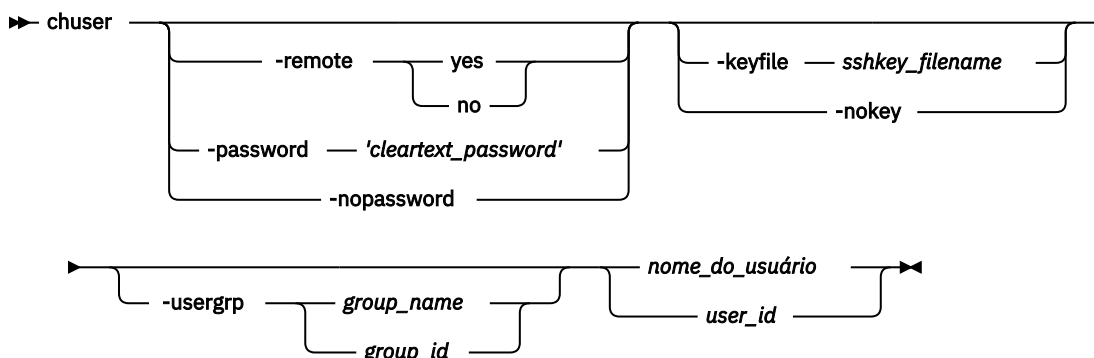 chuser
-remote yes
no
-password 'cleartext_password'
-nopassword
-keyfile sshkey_filename
-nokey
-usergrp group_name
group_id
nome_do_usuário
user_id